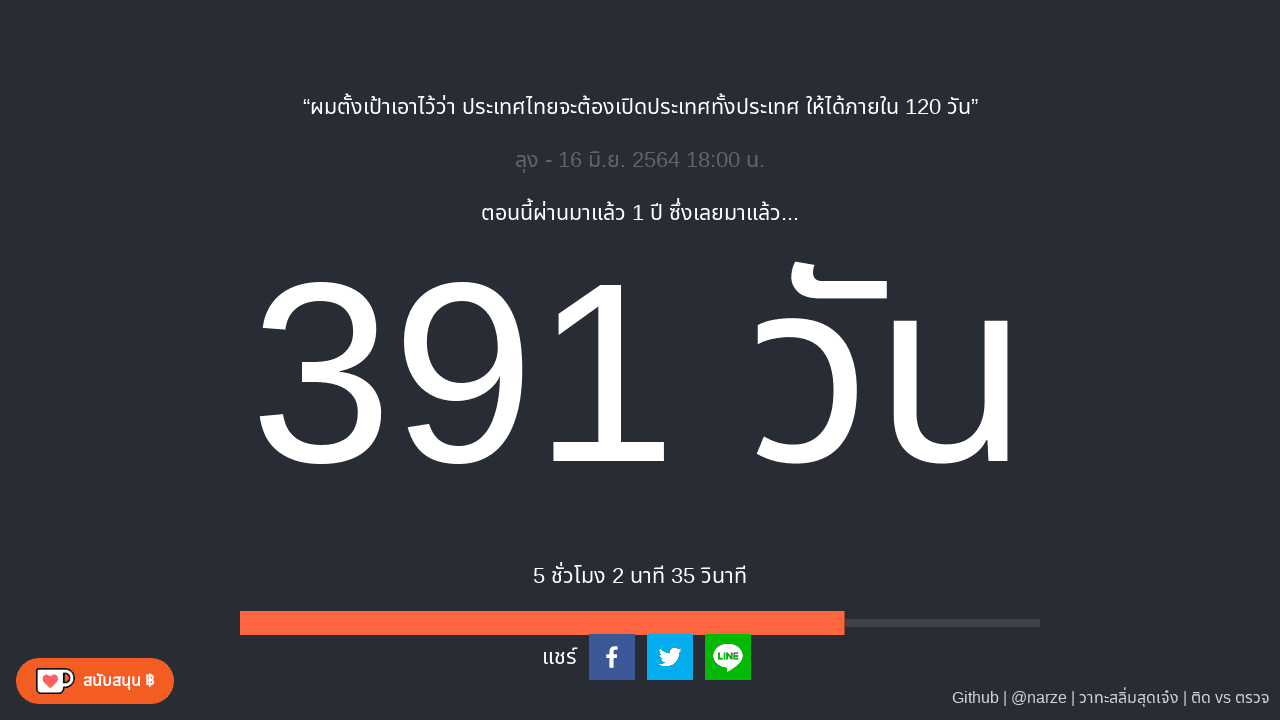 “ผมตั้งเป้าเอาไว้ว่า ประเทศไทยจะต้องเปิดประเทศทั้งประเทศ ให้ได้ภายใน 120 วัน”
ลุง - 16 มิ.ย. 2564 18:00 น.
ตอนนี้ผ่านมาแล้ว 1 ปี ซึ่งเลยมาแล้ว...
391 วัน
5 ชั่วโมง 2 นาที 35 วินาที
แชร์
LINE
สนับสนุน ฿
Github | @narze | วาทะสลิ่มสุดเจ๋ง | ติด vs ตรวจ